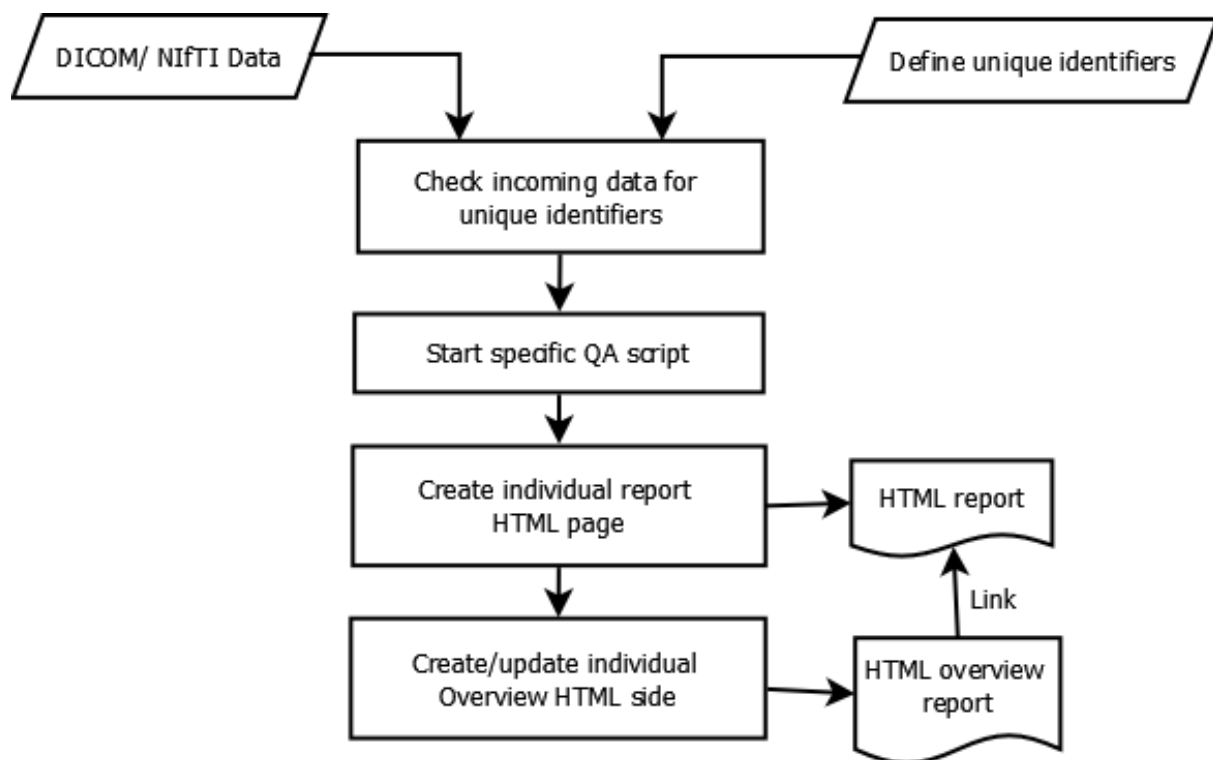 DICOM/ NIfTI Data
Define unique identifiers
Check incoming data for
unique identifiers
Start specific QA script
Create individual report
HTML page
HTML report
Link
Create/update individual
Overview HTML side
HTML overview
report